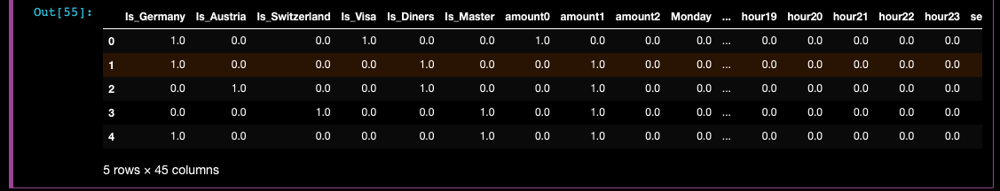 Out[55]:
Is_Germany Is_Austria Is_Switzerland Is_Visa Is_Diners Is_Master amount0 amount1 amount2 Monday ... hour19 hour20 hour21 hour22 hour23 se
0 1.0 0.0 0.0 1.0 0.0 0.0 1.0 0.0 0.0 0.0 ... 0.0 0.0 0.0 0.0 0.0
1 1.0 0.0 0.0 0.0 1.0 0.0 0.0 1.0 0.0 0.0 ... 0.0 0.0 0.0 0.0 0.0
2 0.0 1.0 0.0 0.0 1.0 0.0 0.0 1.0 0.0 0.0 ... 0.0 0.0 0.0 0.0 0.0
3 0.0 0.0 1.0 0.0 0.0 1.0 0.0 1.0 0.0 0.0 ... 0.0 0.0 0.0 0.0 0.0
4 1.0 0.0 0.0 0.0 0.0 1.0 0.0 1.0 0.0 0.0 ... 0.0 0.0 0.0 0.0 0.0
5 rows × 45 columns